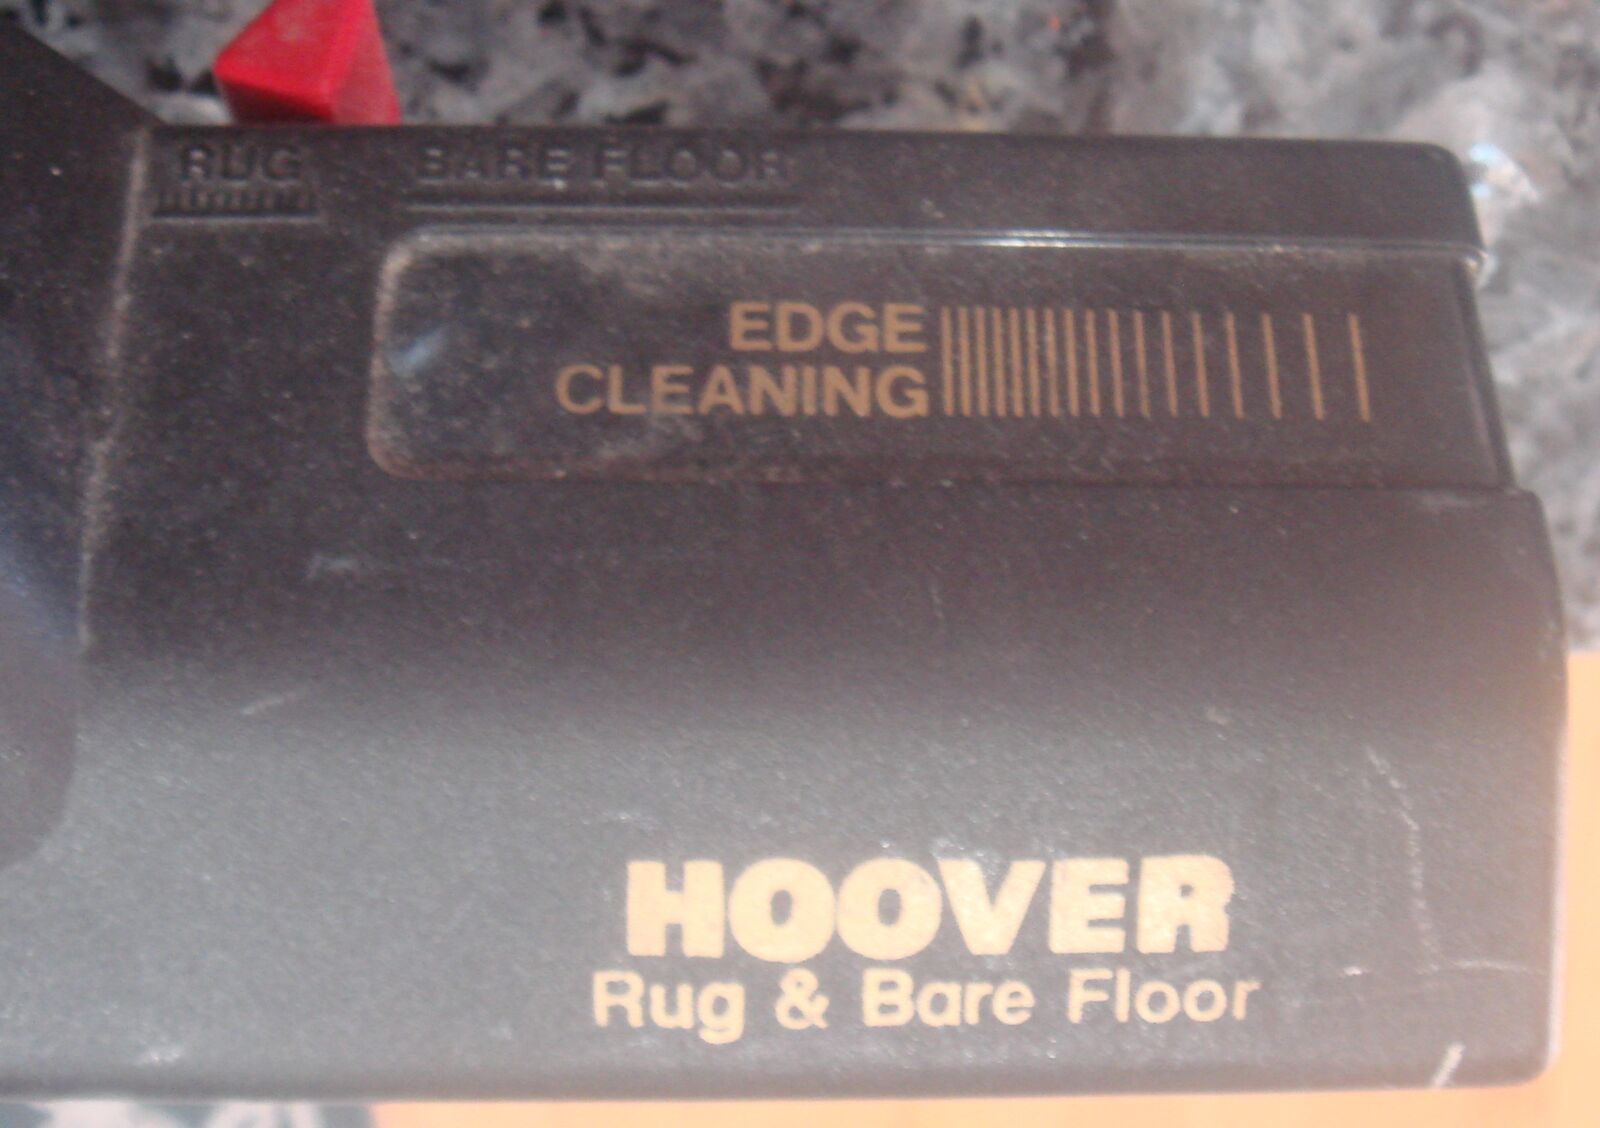 RUG BARE FLOOR
EDGE
CLEANING
HOOVER
Rug & Bare Floor